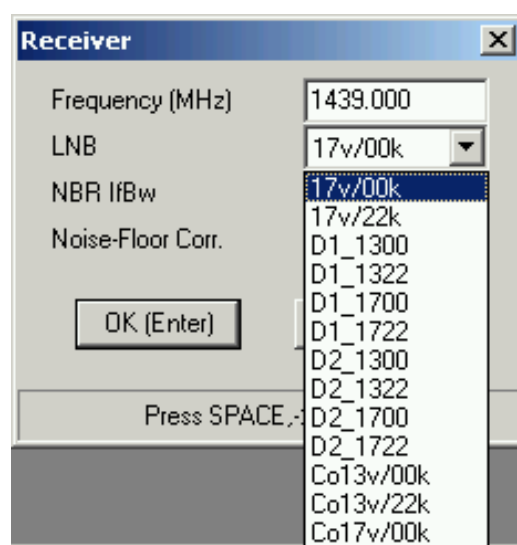 Receiver
Frequency (MHz) 1439.000
LNB 17v/00k
NBR IfBw
Noise-Floor Corr.
17v/00k
17v/22k
D1_1300
D1_1322
D1_1700
D1_1722
D2_1300
D2_1322
D2_1700
D2_1722
Co13v/00k
Co13v/22k
Co17v/00k
OK (Enter)
Press SPACE,